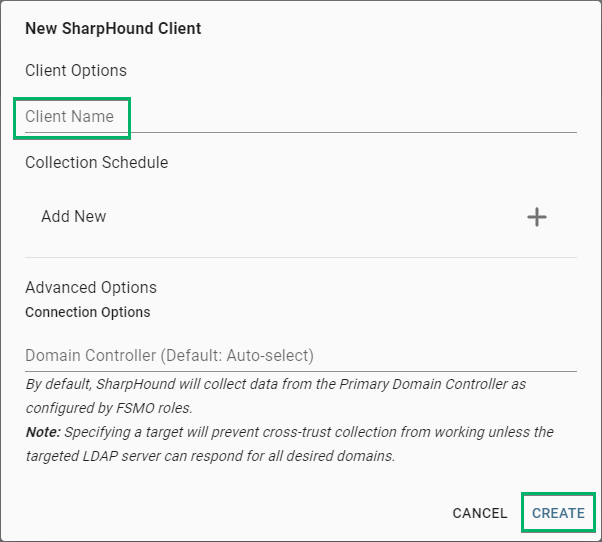 New SharpHound Client
Client Options
Client Name
Collection Schedule
Add New
Advanced Options
Connection Options
Domain Controller (Default: Auto-select)
By default, SharpHound will collect data from the Primary Domain Controller as
configured by FSMO roles.
Note: Specifying a target will prevent cross-trust collection from working unless the
targeted LDAP server can respond for all desired domains.
CANCEL CREATE